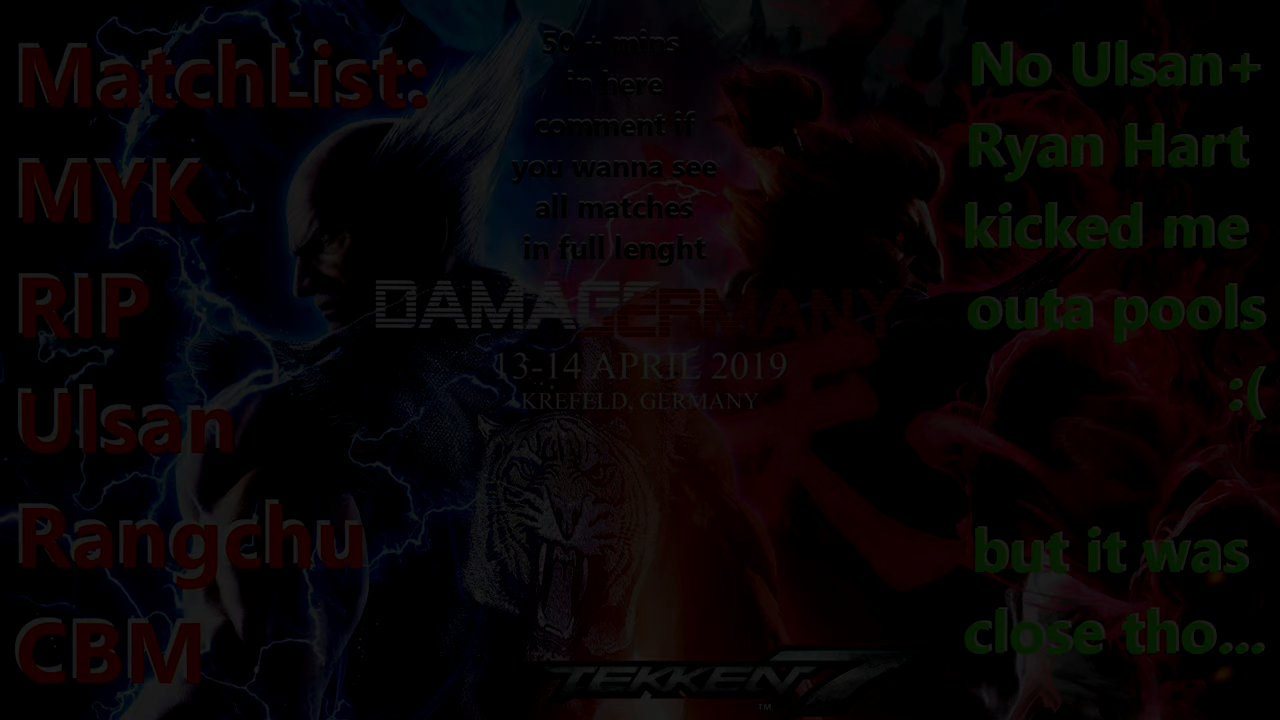 MatchList:
MYK
RIP
Ulsan
Rangchu
CBM
50 + mins
in here
comment if
you wanna see
all matches
in full lenght
DAMAGERMANY
13-14 APRIL 2019
KREFELD, GERMANY
TEKKEN 7
TM
No Ulsan+
Ryan Hart
kicked me
outa pools
:(
but it was
close tho...